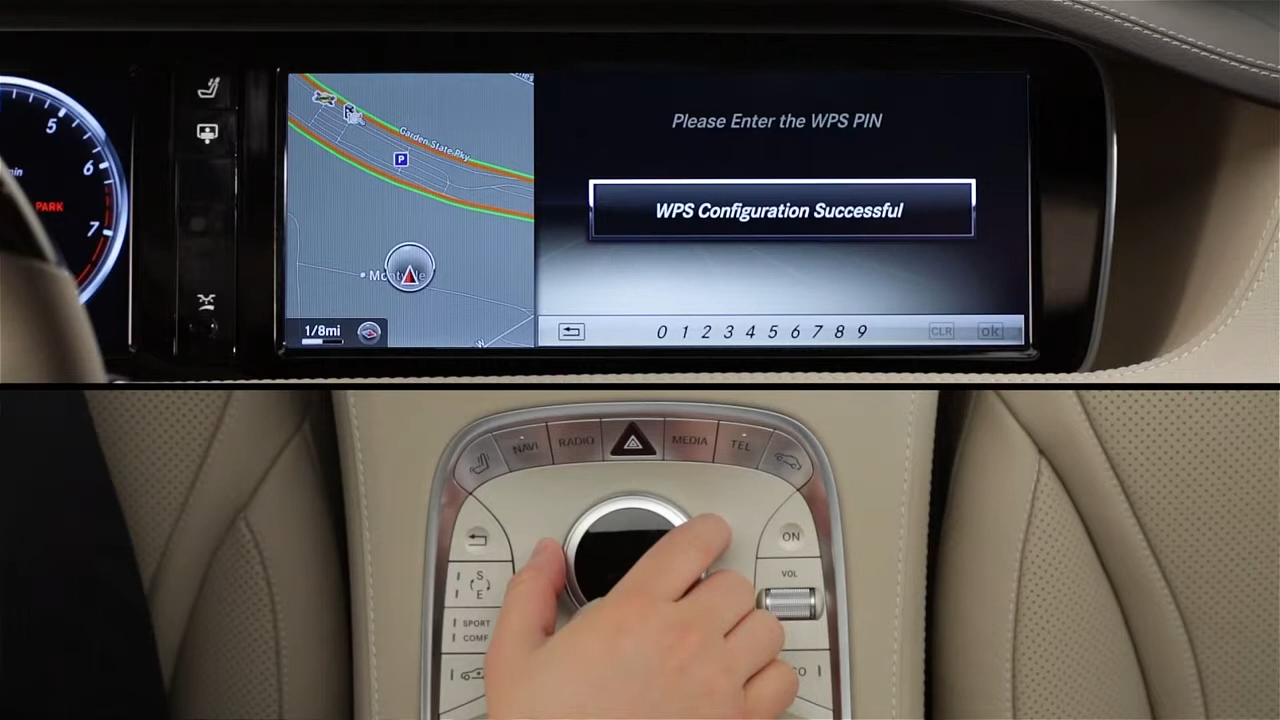 5
6
7
PARK
Garden State Pky
P
1/8mi
Please Enter the WPS PIN
WPS Configuration Successful
0 1 2 3 4 5 6 7 8 9
CLR
ok
NAVI
RADIO
MEDIA
TEL
ON
VOL
S
E
SPORT
COMF